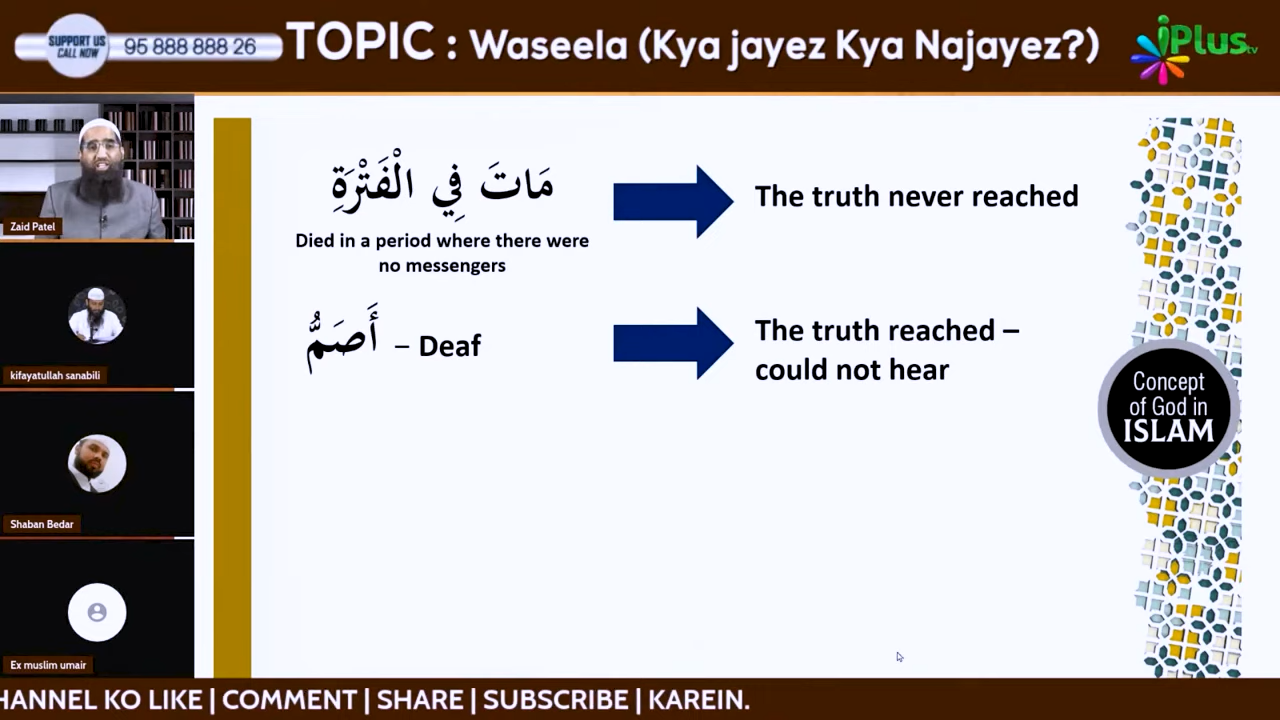 SUPPORT US
CALL NOW
95 888 888 26
TOPIC : Waseela (Kya jayez Kya Najayez?)
iPlus tv
Zaid Patel
مَاتَ فِي الْفَتْرَةِ
Died in a period where there were
no messengers
The truth never reached
أَصَمُّ – Deaf
The truth reached –
could not hear
kifayatullah sanabili
Shaban Bedar
Ex muslim umair
Concept
of God in
ISLAM
HANNEL KO LIKE | COMMENT | SHARE | SUBSCRIBE | KAREIN.